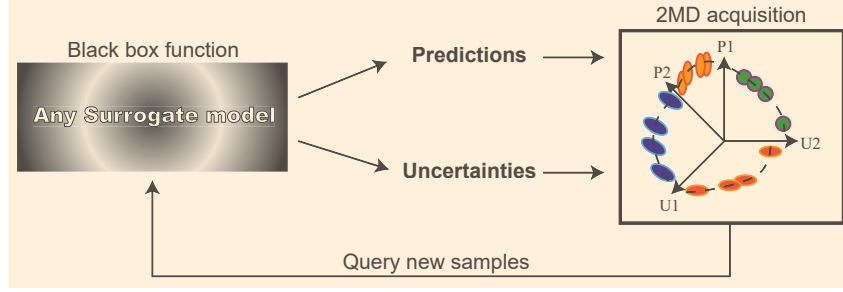 2MD acquisition
Black box function
Any Surrogate model
Predictions
Uncertainties
P1
P2
U2
U1
Query new samples